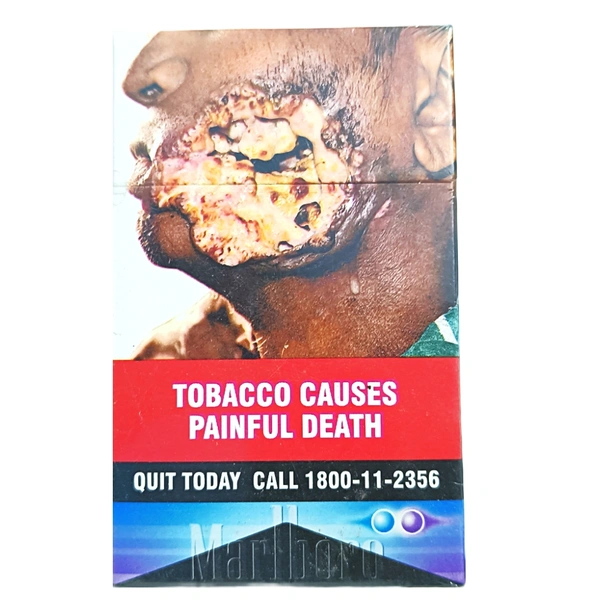 TOBACCO CAUSES
PAINFUL DEATH
QUIT TODAY CALL 1800-11-2356
Marlboro